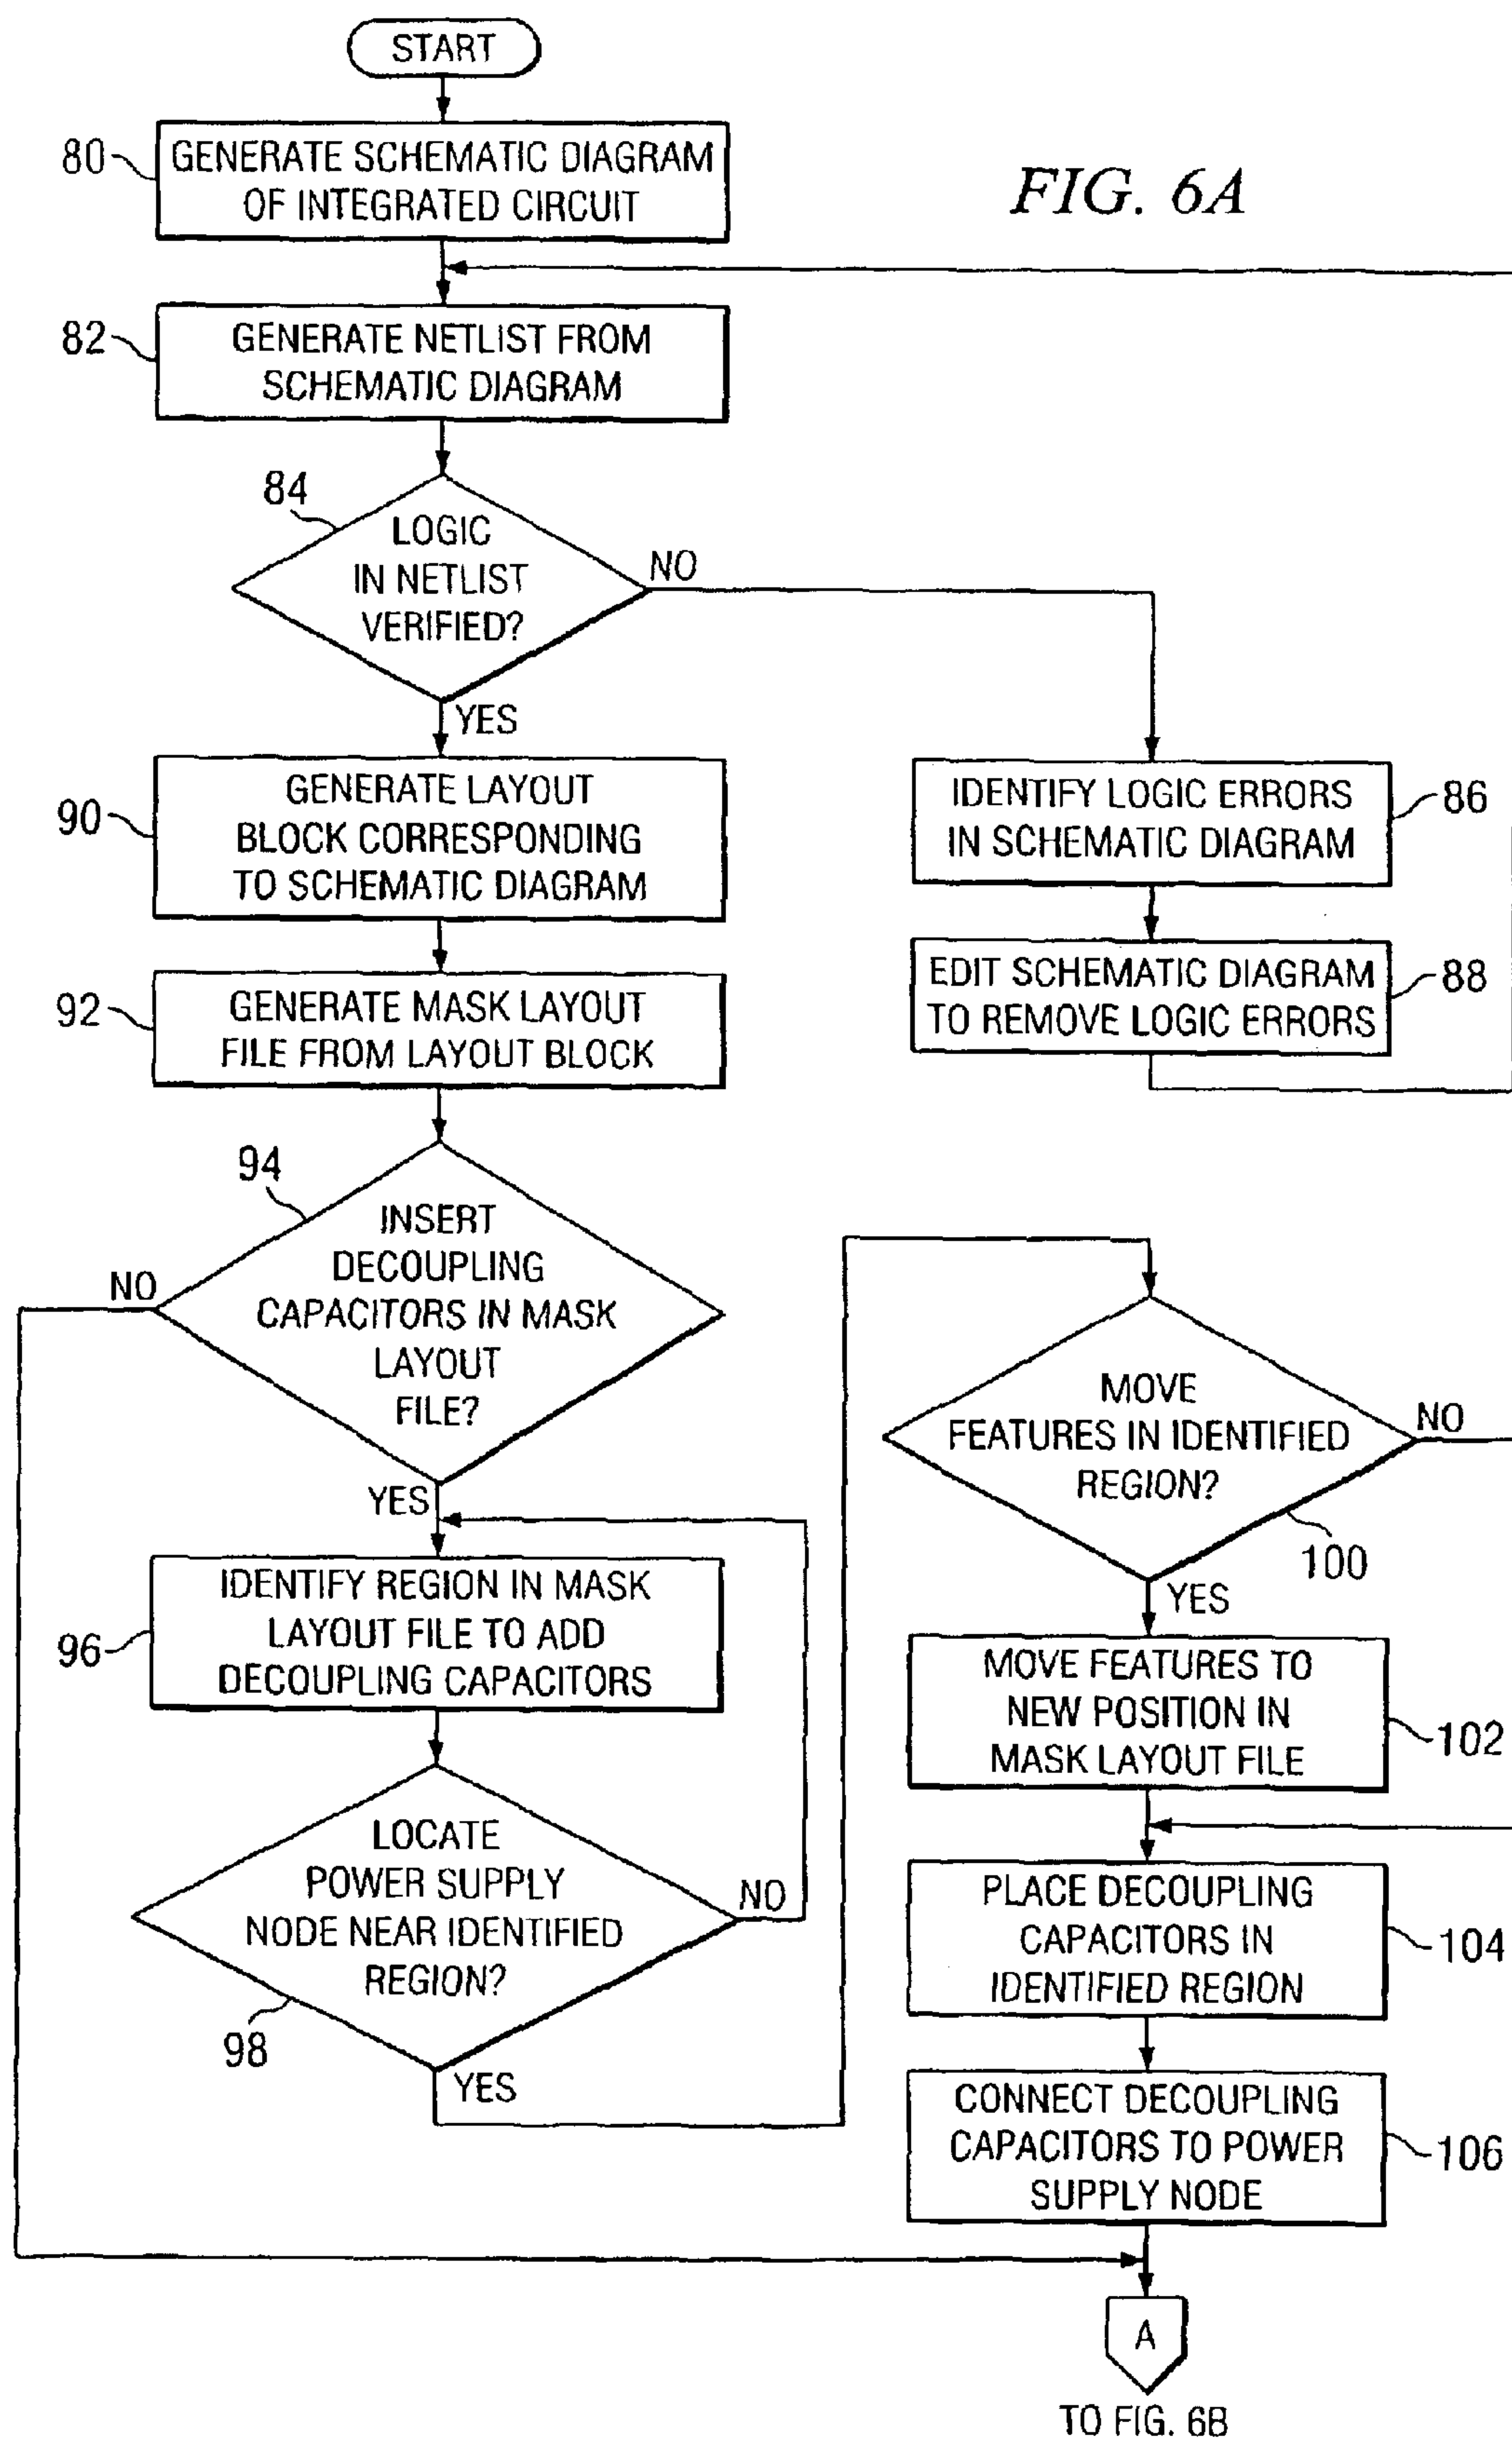 START
80
GENERATE SCHEMATIC DIAGRAM
OF INTEGRATED CIRCUIT
FIG. 6A
82
GENERATE NETLIST FROM
SCHEMATIC DIAGRAM
84
LOGIC
IN NETLIST
VERIFIED?
NO
YES
90
GENERATE LAYOUT
BLOCK CORRESPONDING
TO SCHEMATIC DIAGRAM
IDENTIFY LOGIC ERRORS
IN SCHEMATIC DIAGRAM
86
92
GENERATE MASK LAYOUT
FILE FROM LAYOUT BLOCK
EDIT SCHEMATIC DIAGRAM
TO REMOVE LOGIC ERRORS
88
94
INSERT
DECOUPLING
CAPACITORS IN MASK
LAYOUT
FILE?
NO
YES
96
IDENTIFY REGION IN MASK
LAYOUT FILE TO ADD
DECOUPLING CAPACITORS
LOCATE
POWER SUPPLY
NODE NEAR IDENTIFIED
REGION?
NO
98
YES
MOVE
FEATURES IN IDENTIFIED
REGION?
NO
100
YES
MOVE FEATURES TO
NEW POSITION IN
MASK LAYOUT FILE
102
PLACE DECOUPLING
CAPACITORS IN
IDENTIFIED REGION
104
CONNECT DECOUPLING
CAPACITORS TO POWER
SUPPLY NODE
106
A
TO FIG. 6B